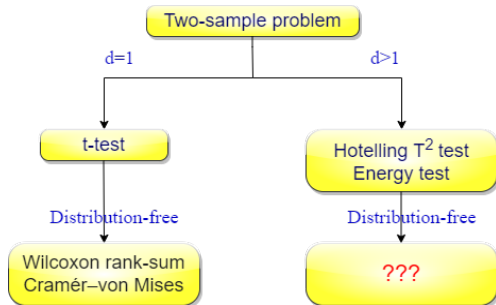 Two-sample problem
d=1
d>1
t-test
Hotelling T² test
Energy test
Distribution-free
Distribution-free
Wilcoxon rank-sum
Cramér–von Mises
???